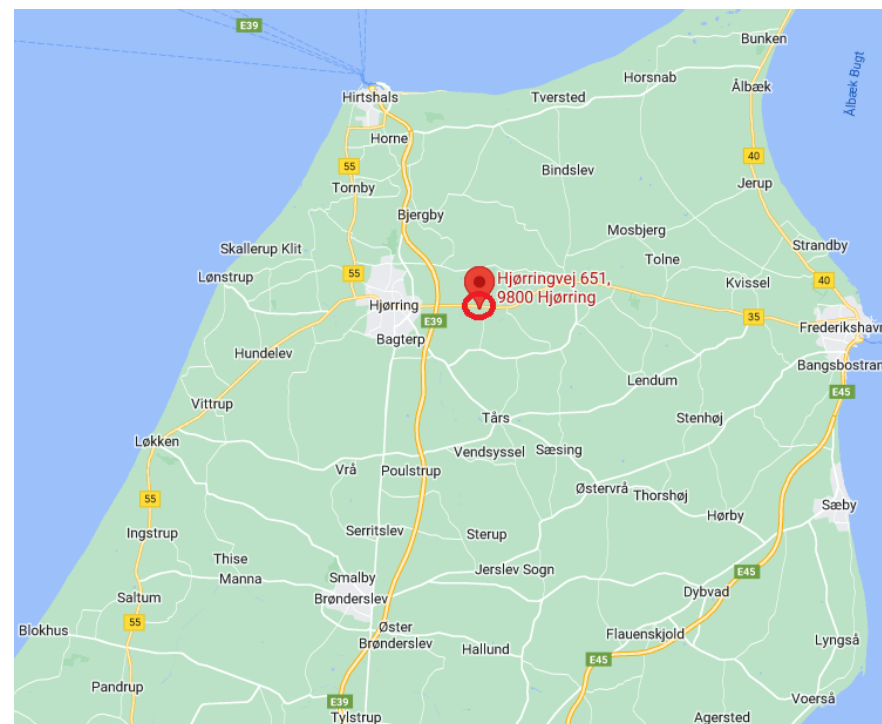 E39
Bunken
Horsnab
Ålbæk
Ålbæk Bugt
Hirtshals
Tversted
Horne
55
40
Tornby
Bindslev
Jerup
Bjergby
Mosbjerg
Skallerup Klit
Strandby
Tolne
Lønstrup
55
Hjørringvej 651,
9800 Hjørring
Kvissel
40
Hjørring
E39
35
Frederikshavn
Bagterp
Hundelev
Bangsbostran
Lendum
E45
Vittrup
Tårs
Stenhøj
Løkken
Vendsyssel
Sæsing
Vrå
Poulstrup
Østervrå
Thorshøj
55
Sæby
Hørby
Ingstrup
Serritslev
Sterup
Thise
Manna
Smalby
Jerslev Sogn
E45
Saltum
Brønderslev
Dybvad
55
Blokhus
Øster
Brønderslev
Hallund
Flauenskjold
Lyngså
E45
Pandrup
E39
Voerså
Tylstrup
Agersted